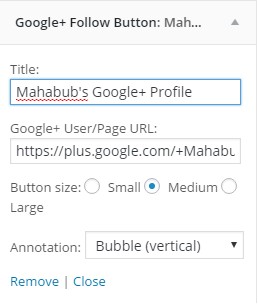 Google+ Follow Button: Mah...
Title:
Mahabub's Google+ Profile
Google+ User/Page URL:
https://plus.google.com/+Mahabu
Button size: Small Medium
Large
Annotation: Bubble (vertical)
Remove | Close